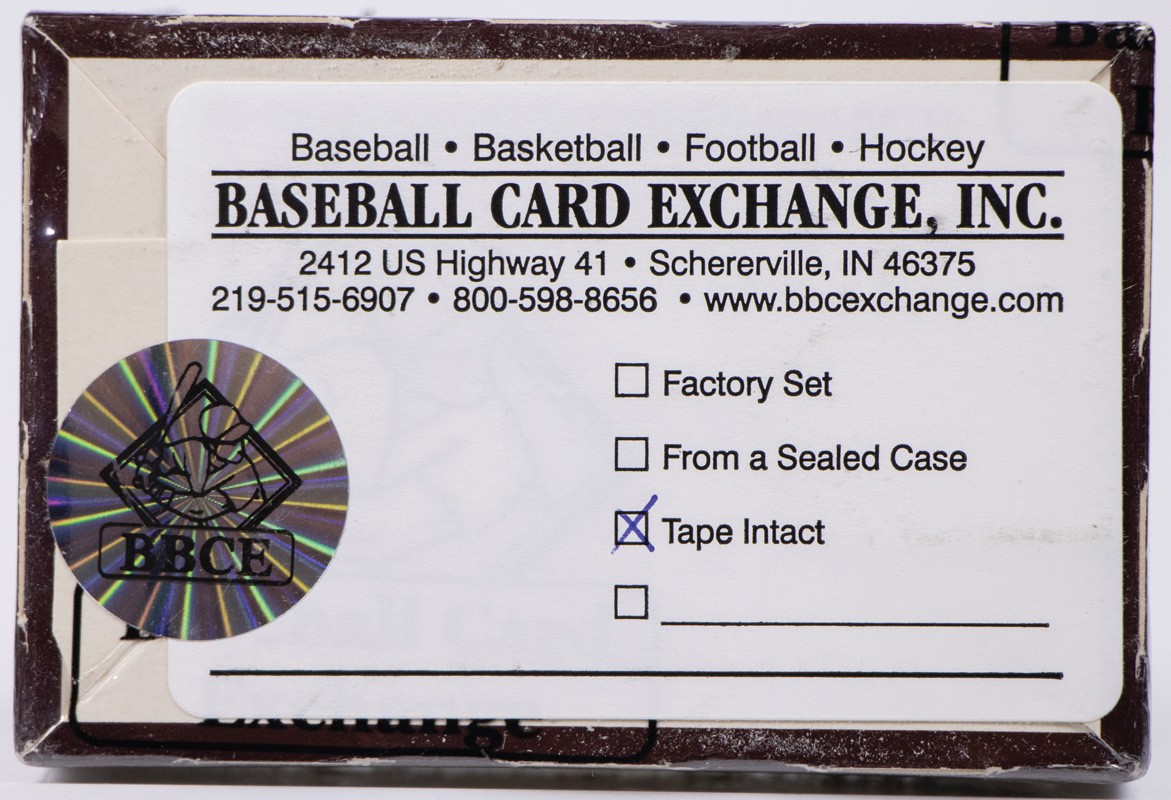 Baseball • Basketball • Football • Hockey
BASEBALL CARD EXCHANGE, INC.
2412 US Highway 41 • Schererville, IN 46375
219-515-6907 • 800-598-8656 • www.bbcexchange.com
Factory Set
From a Sealed Case
Tape Intact
BBCE
Exchange